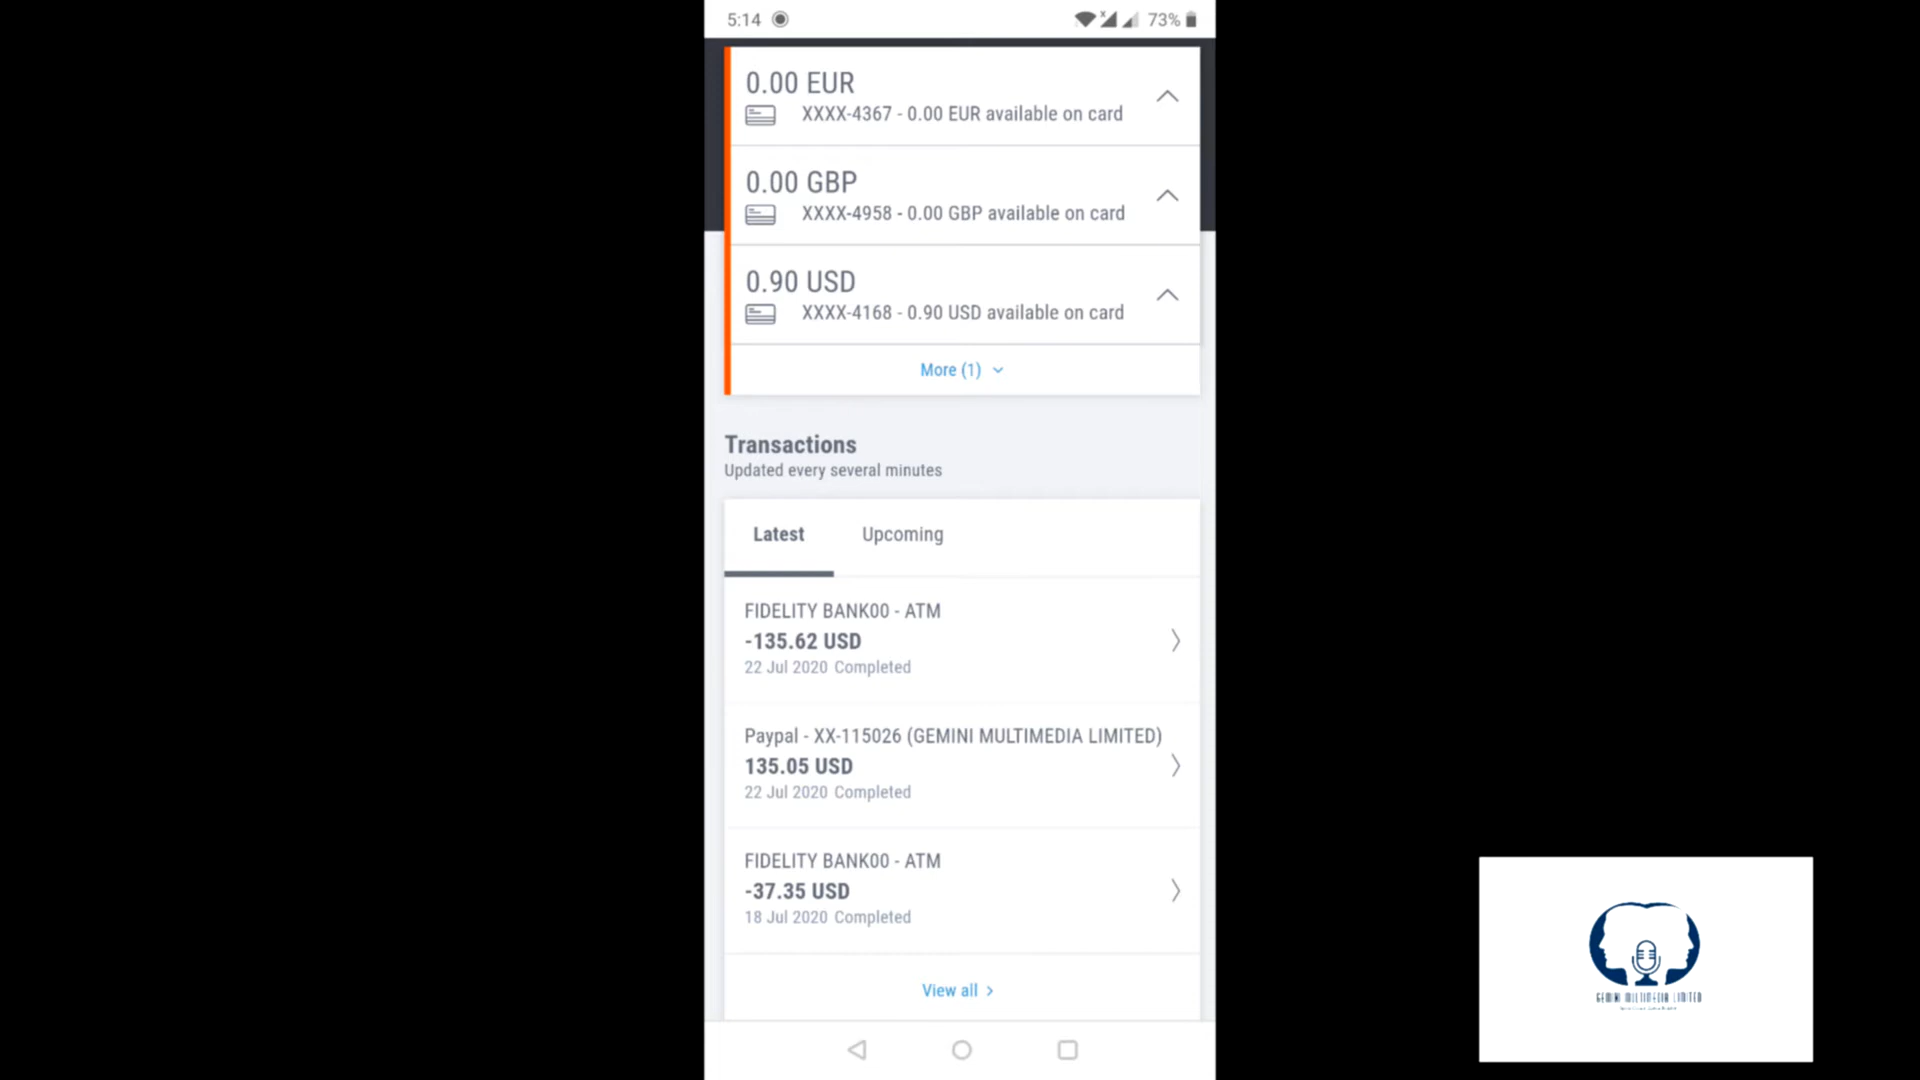 5:14
73%
0.00 EUR
XXXX-4367 - 0.00 EUR available on card
0.00 GBP
XXXX-4958 - 0.00 GBP available on card
0.90 USD
XXXX-4168 - 0.90 USD available on card
More (1)
Transactions
Updated every several minutes
Latest
Upcoming
FIDELITY BANK00 - ATM
-135.62 USD
22 Jul 2020 Completed
Paypal - XX-115026 (GEMINI MULTIMEDIA LIMITED)
135.05 USD
22 Jul 2020 Completed
FIDELITY BANK00 - ATM
-37.35 USD
18 Jul 2020 Completed
View all
GEMINI MULTIMEDIA LIMITED